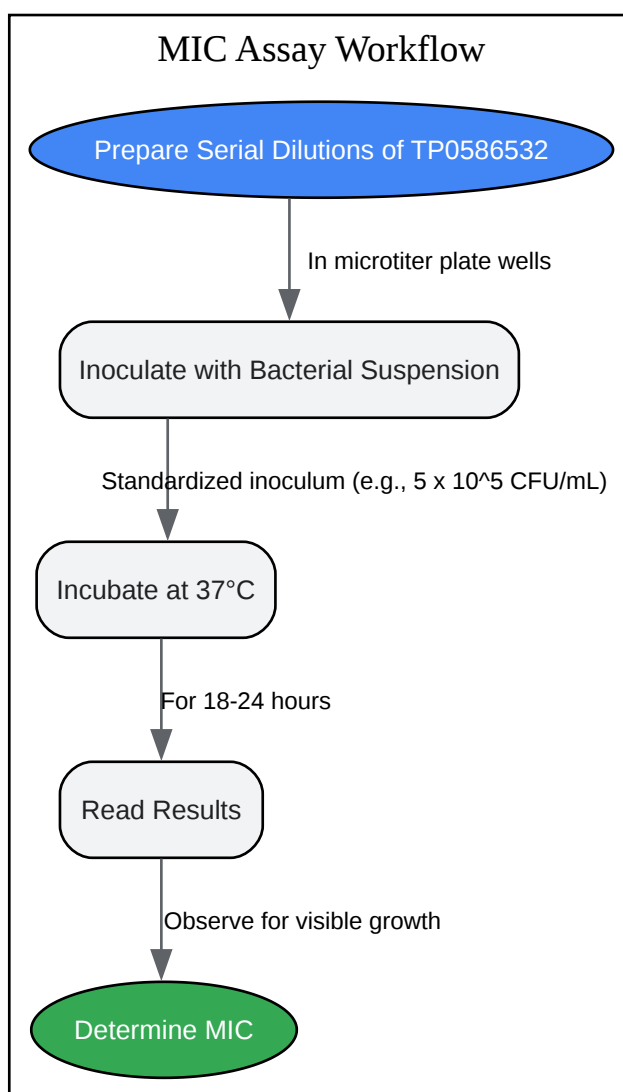 MIC Assay Workflow
Prepare Serial Dilutions of TP0586532
In microtiter plate wells
Inoculate with Bacterial Suspension
Standardized inoculum (e.g., 5 x 10^5 CFU/mL)
Incubate at 37°C
For 18-24 hours
Read Results
Observe for visible growth
Determine MIC